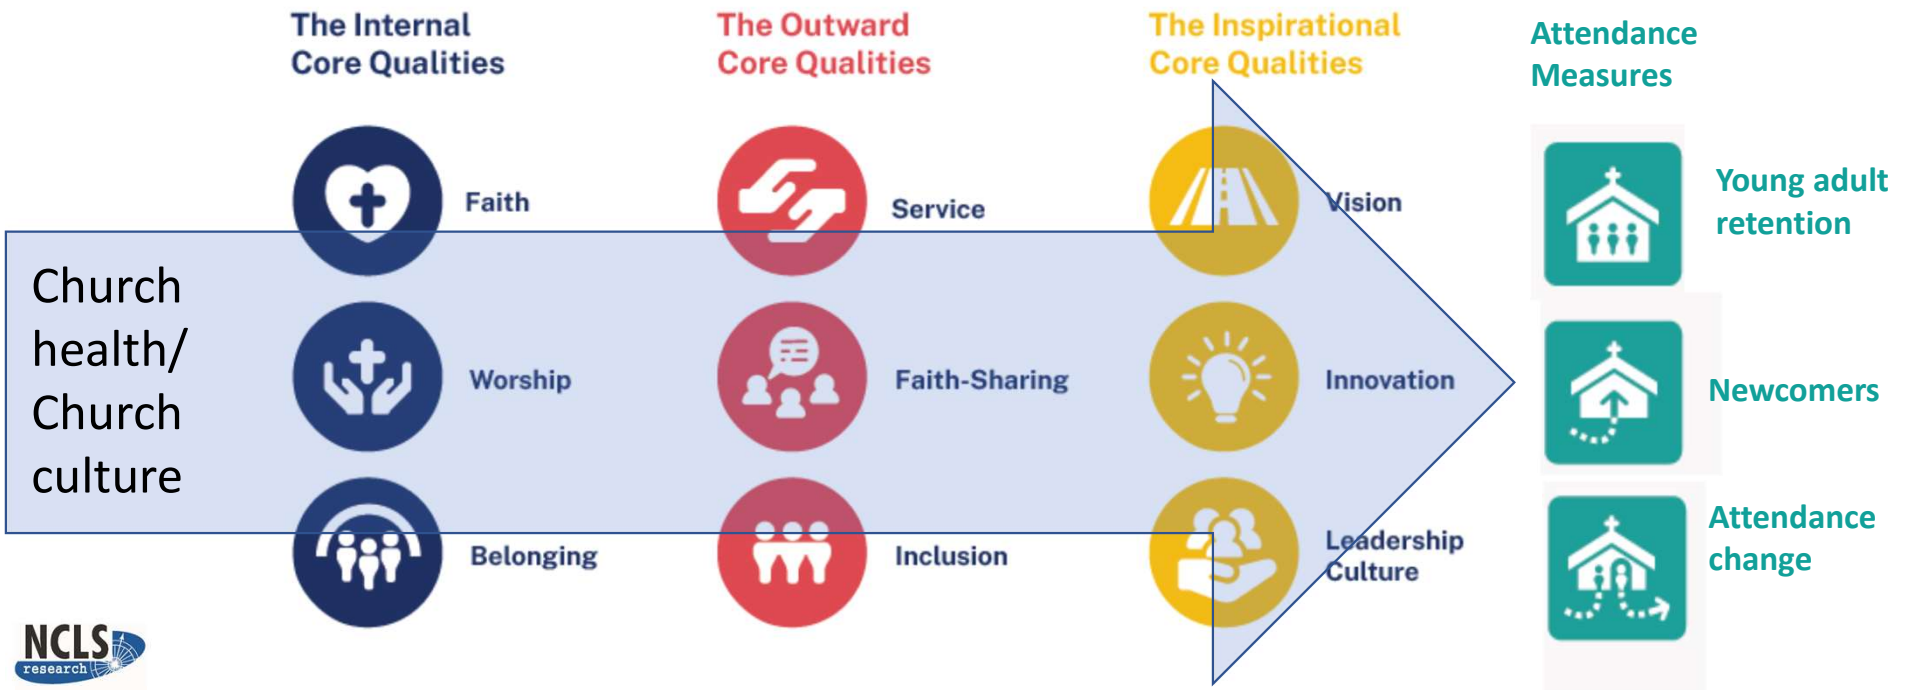 The Internal
Core Qualities
Faith
Worship
Belonging
The Outward
Core Qualities
Service
Faith-Sharing
Inclusion
The Inspirational
Core Qualities
Vision
Innovation
Leadership
Culture
Attendance
Measures
Young adult
retention
Newcomers
Attendance
change
Church
health/
Church
culture
NCLS
research